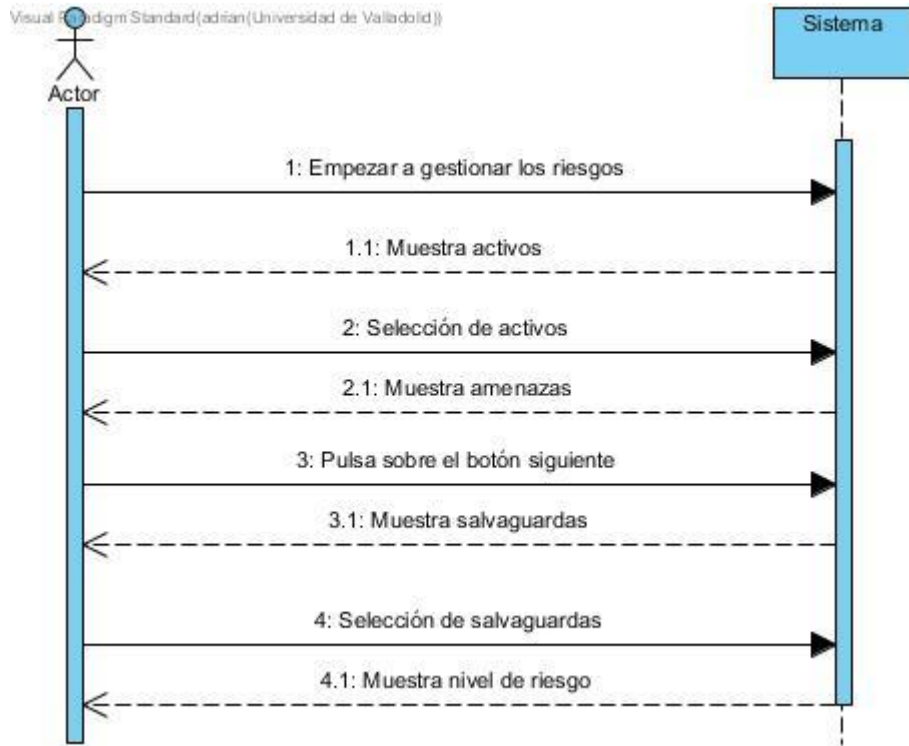 Visual Paradigm Standard(adrian(Universidad de Valladolid))
Sistema
Actor
1: Empezar a gestionar los riesgos
1.1: Muestra activos
2: Selección de activos
2.1: Muestra amenazas
3: Pulsa sobre el botón siguiente
3.1: Muestra salvaguardas
4: Selección de salvaguardas
4.1: Muestra nivel de riesgo